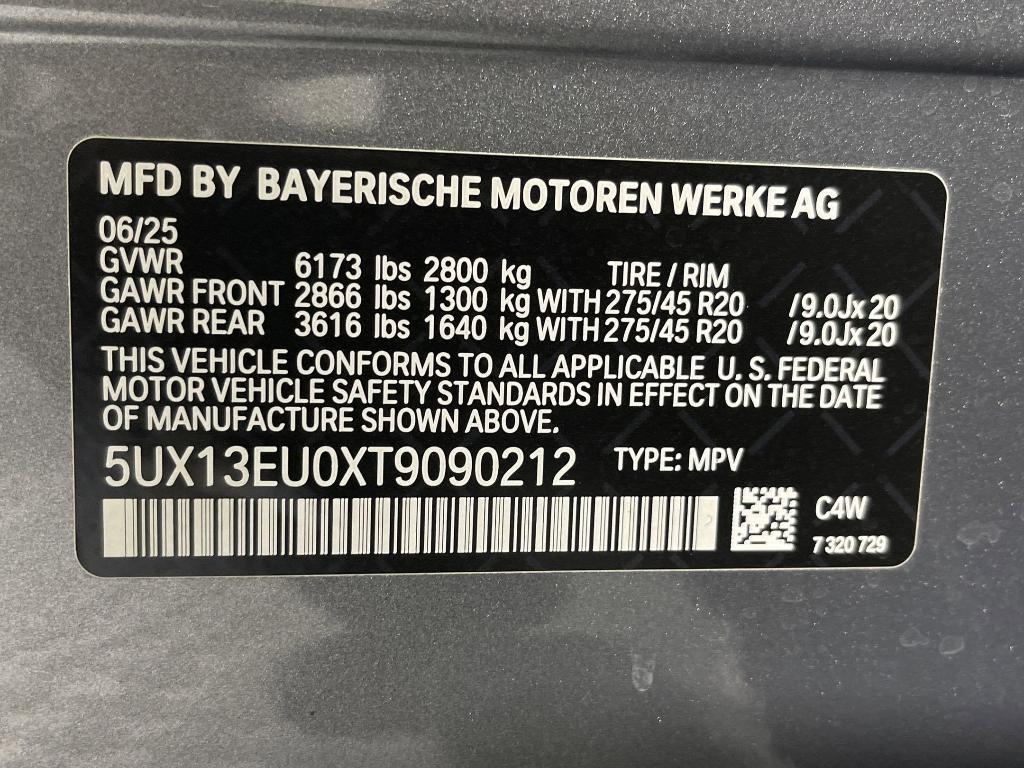 MFD BY BAYERISCHE MOTOREN WERKE AG
06/25
GVWR 6173 lbs 2800 kg TIRE / RIM
GAWR FRONT 2866 lbs 1300 kg WITH 275/45 R20 /9.0Jx20
GAWR REAR 3616 lbs 1640 kg WITH 275/45 R20 /9.0Jx20
THIS VEHICLE CONFORMS TO ALL APPLICABLE U. S. FEDERAL
MOTOR VEHICLE SAFETY STANDARDS IN EFFECT ON THE DATE
OF MANUFACTURE SHOWN ABOVE.
5UX13EU0XT9090212 TYPE: MPV
C4W
7 320 729